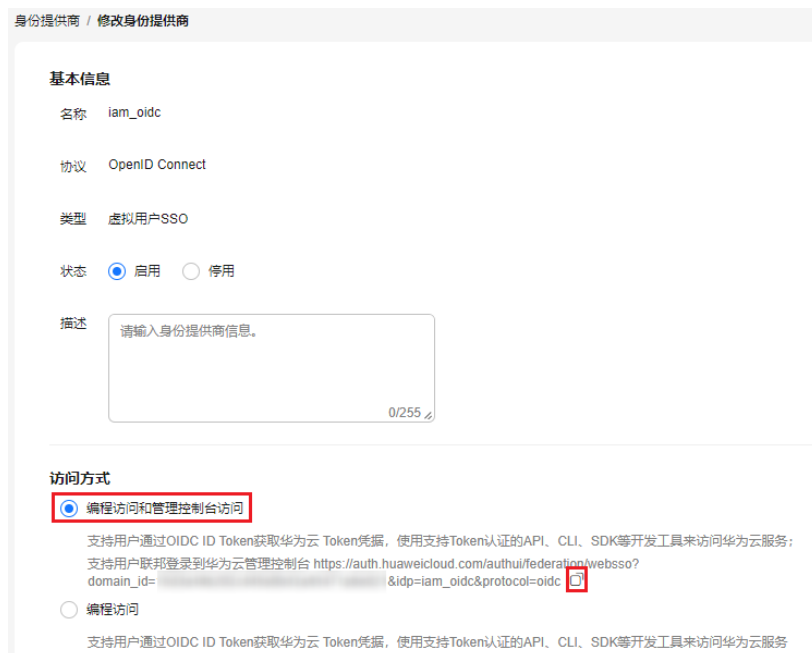 身份提供商 / 修改身份提供商
基本信息
名称 iam_oidc
协议 OpenID Connect
类型 虚拟用户SSO
状态 启用 停用
描述 请输入身份提供商信息。
0/255
访问方式
编程访问和管理控制台访问
支持用户通过OIDC ID Token获取华为云 Token凭据，使用支持Token认证的API、CLI、SDK等开发工具来访问华为云服务；
支持用户联邦登录到华为云管理控制台 https://auth.huaweicloud.com/authui/federation/websso?
domain_id= &idp=iam_oidc&protocol=oidc
编程访问
支持用户通过OIDC ID Token获取华为云 Token凭据，使用支持Token认证的API、CLI、SDK等开发工具来访问华为云服务